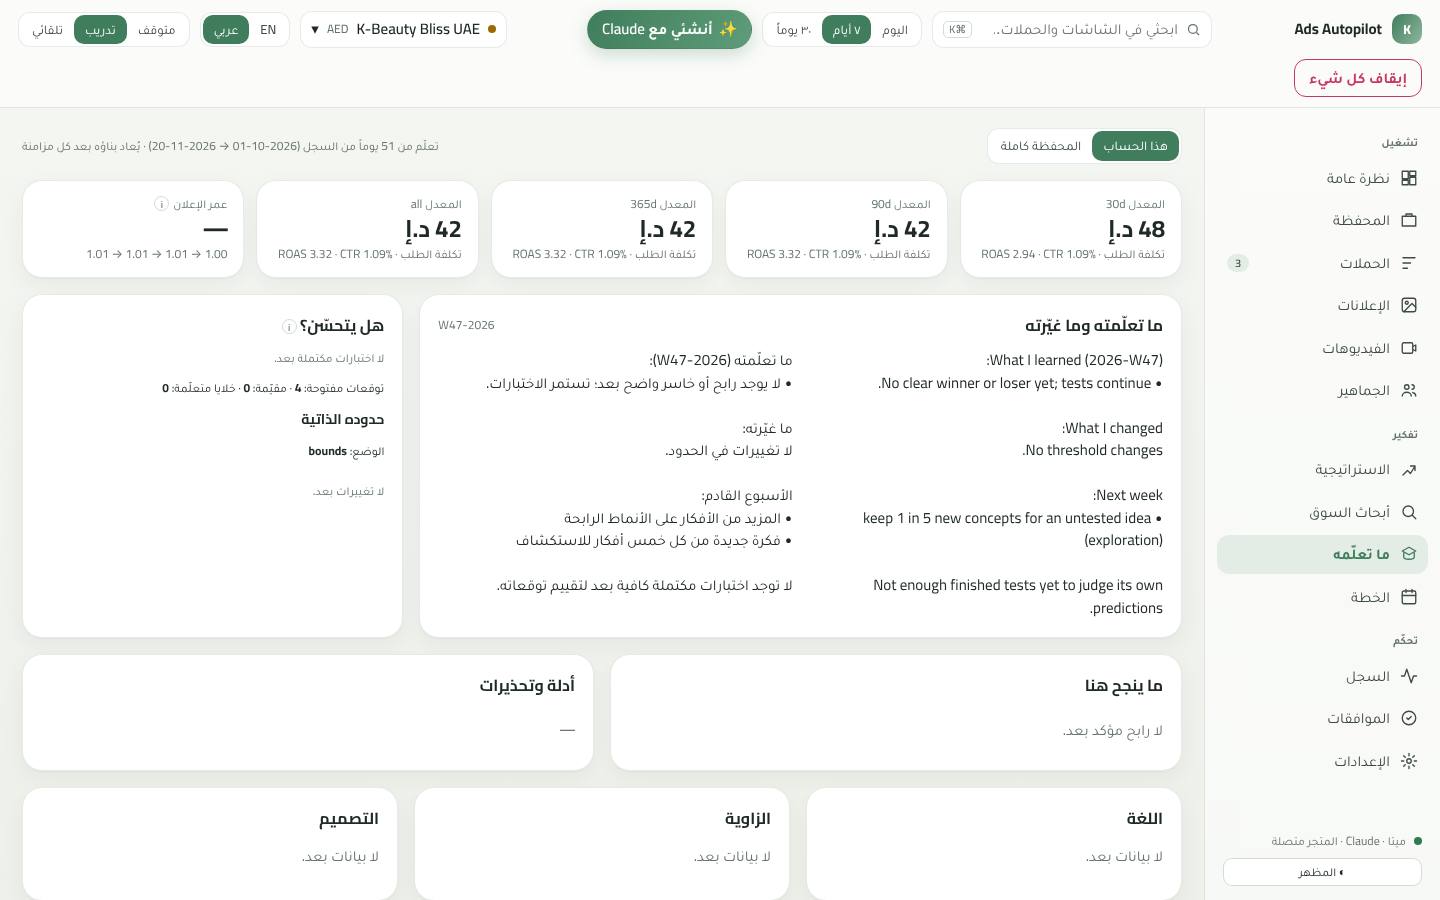 K
Ads Autopilot
ابحثي في الشاشات والحملات..
⌘K
اليوم
٧ أيام
٣٠ يوماً
✨ أنشئي مع Claude
K-Beauty Bliss UAE AED ▼
EN
عربي
متوقف
تدريب
تلقائي
إيقاف كل شيء
تشغيل
نظرة عامة
المحفظة
الحملات
3
الإعلانات
الفيديوهات
الجماهير
تفكير
الاستراتيجية
أبحاث السوق
ما تعلّمه
الخطة
تحكّم
السجل
الموافقات
الإعدادات
ميتا · Claude · المتجر متصلة
المظهر
هذا الحساب
المحفظة كاملة
تعلّم من 51 يوماً من السجل (2026-10-01 → 2026-11-20) · يُعاد بناؤه بعد كل مزامنة
المعدل 30d
48 د.إ
تكلفة الطلب · ROAS 2.94 · CTR 1.09%
المعدل 90d
42 د.إ
تكلفة الطلب · ROAS 3.32 · CTR 1.09%
المعدل 365d
42 د.إ
تكلفة الطلب · ROAS 3.32 · CTR 1.09%
المعدل all
42 د.إ
تكلفة الطلب · ROAS 3.32 · CTR 1.09%
عمر الإعلان i
—
1.00 → 1.01 → 1.01 → 1.01
ما تعلّمته وما غيّرته
2026-W47
What I learned (2026-W47):
• No clear winner or loser yet; tests continue.
What I changed:
No threshold changes.
Next week:
• keep 1 in 5 new concepts for an untested idea
(exploration)
Not enough finished tests yet to judge its own
predictions.
ما تعلّمته (2026-W47):
• لا يوجد رابح أو خاسر واضح بعد؛ تستمر الاختبارات.
ما غيّرته:
لا تغييرات في الحدود.
الأسبوع القادم:
• المزيد من الأفكار على الأنماط الرابحة
• فكرة جديدة من كل خمس أفكار للاستكشاف
لا توجد اختبارات مكتملة كافية بعد لتقييم توقعاته.
هل يتحسّن؟ i
لا اختبارات مكتملة بعد.
توقعات مفتوحة: 4 · مقيّمة: 0 · خلايا متعلّمة: 0
حدوده الذاتية
الوضع: bounds
لا تغييرات بعد.
ما ينجح هنا
لا رابح مؤكد بعد.
أدلة وتحذيرات
—
اللغة
لا بيانات بعد.
الزاوية
لا بيانات بعد.
التصميم
لا بيانات بعد.